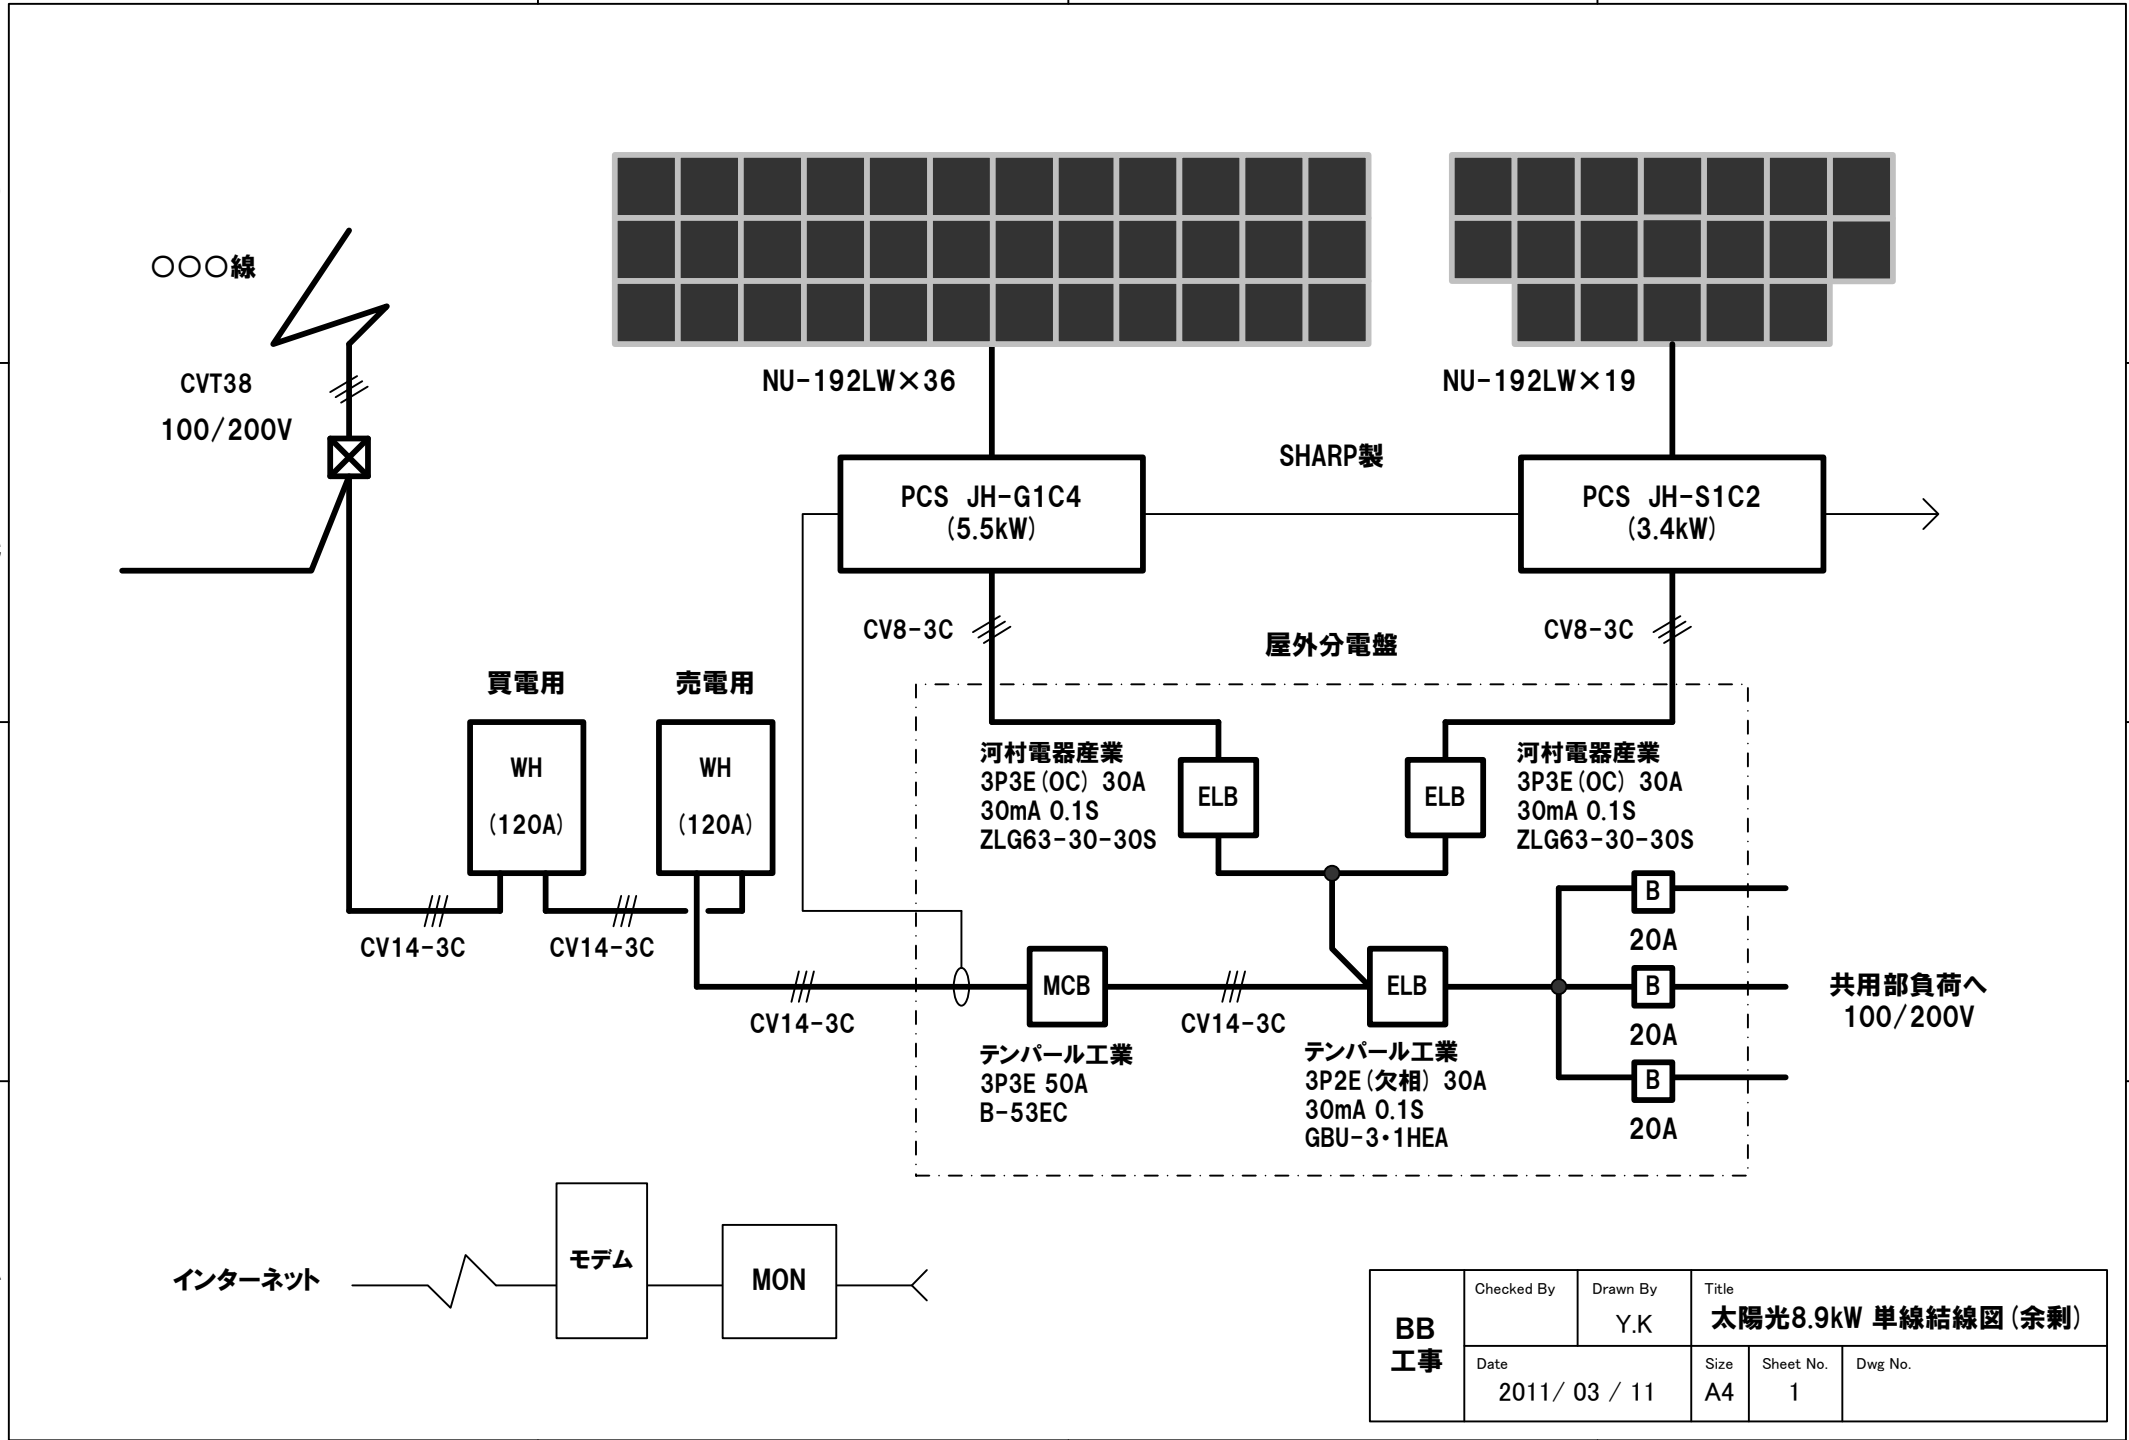 ○○○線
CVT38
100/200V
NU-192LW×36
NU-192LW×19
SHARP製
PCS JH-G1C4
(5.5kW)
PCS JH-S1C2
(3.4kW)
CV8-3C
CV8-3C
屋外分電盤
買電用
売電用
WH
(120A)
WH
(120A)
河村電器産業
3P3E(OC) 30A
30mA 0.1S
ZLG63-30-30S
ELB
ELB
河村電器産業
3P3E(OC) 30A
30mA 0.1S
ZLG63-30-30S
CV14-3C
CV14-3C
CV14-3C
MCB
テンパール工業
3P3E 50A
B-53EC
CV14-3C
ELB
テンパール工業
3P2E(欠相) 30A
30mA 0.1S
GBU-3・1HEA
B
20A
B
20A
B
20A
共用部負荷へ
100/200V
インターネット
モデム
MON
BB
工事
Checked By
Drawn By
Y.K
Title
太陽光8.9kW 単線結線図(余剰)
Date
2011/ 03 / 11
Size
A4
Sheet No.
1
Dwg No.